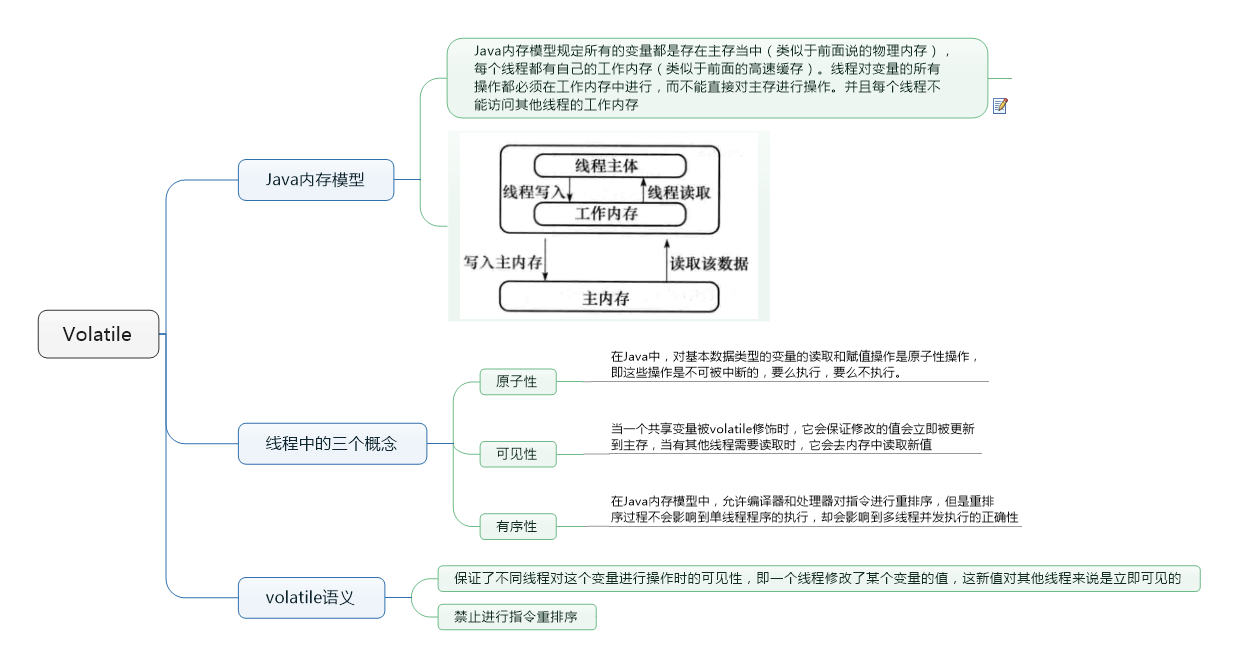 Volatile
Java内存模型
Java内存模型规定所有的变量都是存在主存当中（类似于前面说的物理内存），
每个线程都有自己的工作内存（类似于前面的高速缓存）。线程对变量的所有
操作都必须在工作内存中进行，而不能直接对主存进行操作。并且每个线程不
能访问其他线程的工作内存
线程主体
线程写入
线程读取
工作内存
写入主内存
读取该数据
主内存
线程中的三个概念
原子性
在Java中，对基本数据类型的变量的读取和赋值操作是原子性操作，
即这些操作是不可被中断的，要么执行，要么不执行。
可见性
当一个共享变量被volatile修饰时，它会保证修改的值会立即被更新
到主存，当有其他线程需要读取时，它会去内存中读取新值
有序性
在Java内存模型中，允许编译器和处理器对指令进行重排序，但是重排
序过程不会影响到单线程程序的执行，却会影响到多线程并发执行的正确性
volatile语义
保证了不同线程对这个变量进行操作时的可见性，即一个线程修改了某个变量的值，这新值对其他线程来说是立即可见的
禁止进行指令重排序